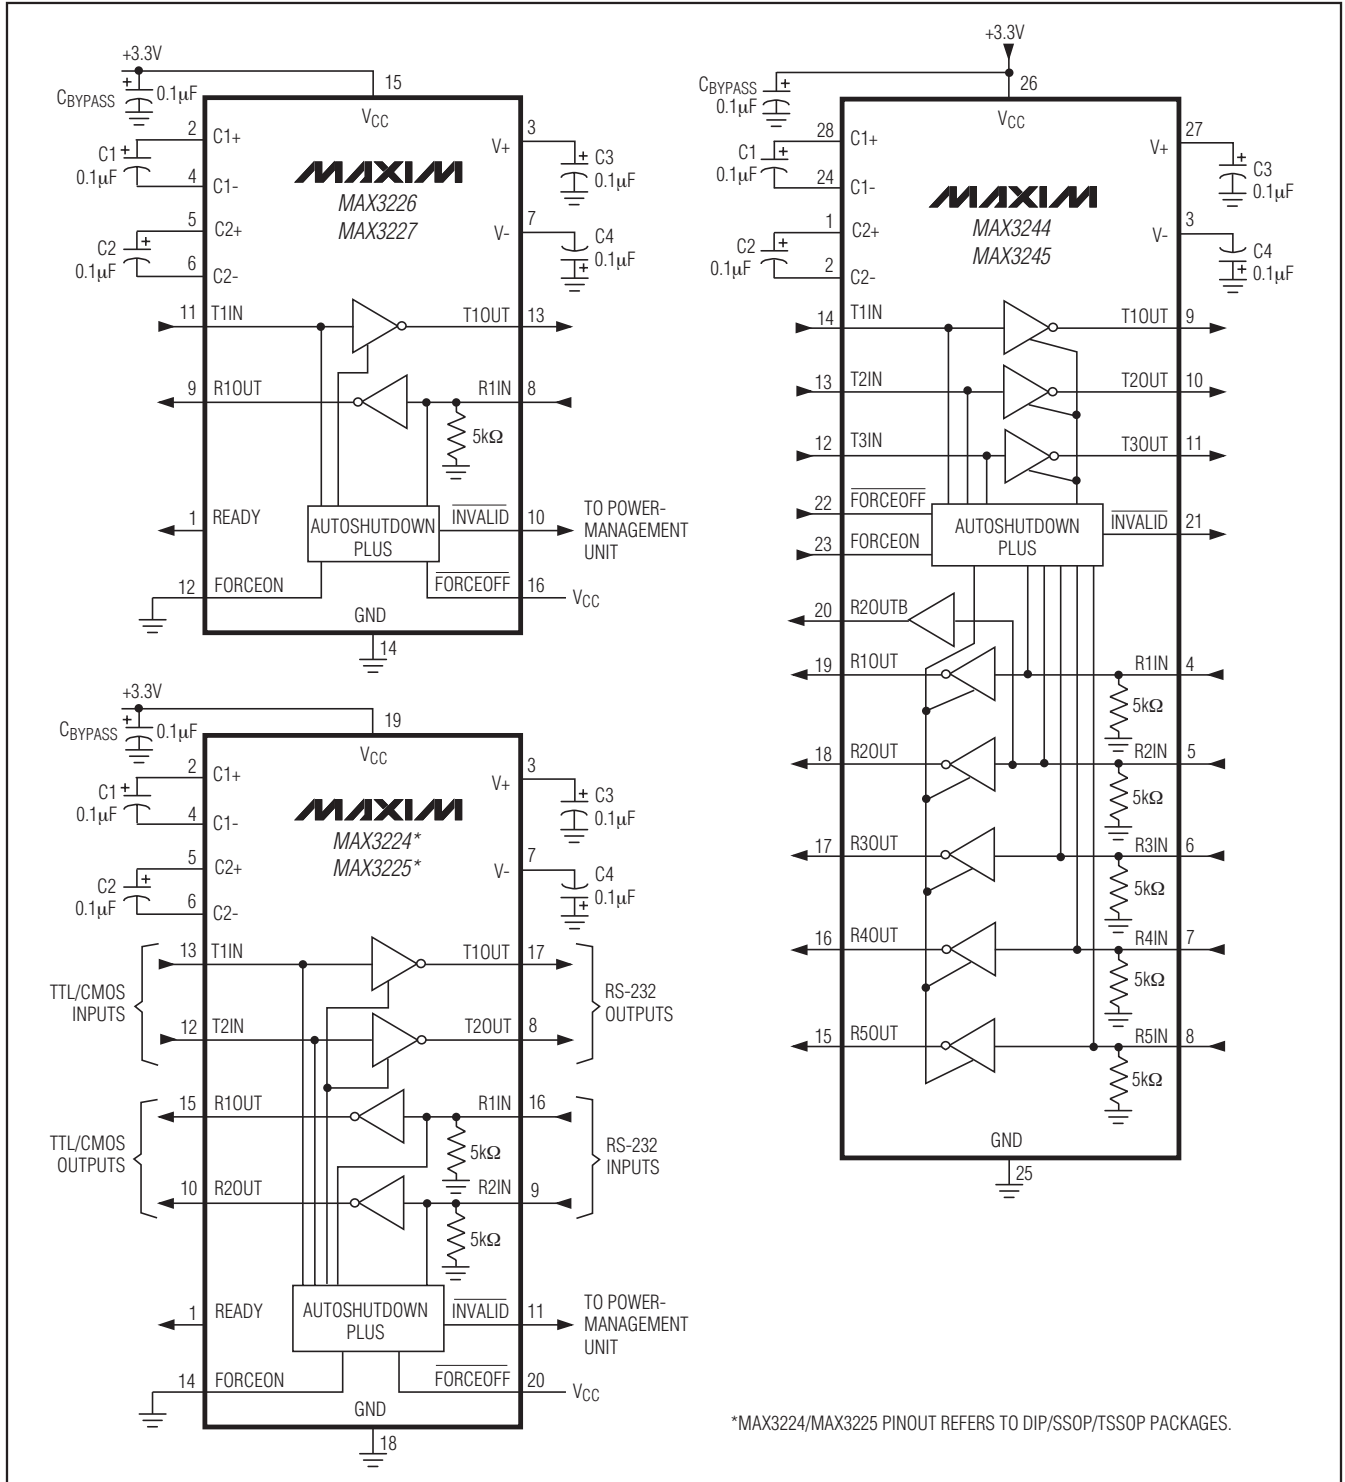 +3.3V
CBYPASS
+
0.1µF
15
VCC
2
C1+
C1
+
0.1µF
4
C1-
5
C2+
C2
+
0.1µF
6
C2-
3
V+
+
C3
0.1µF
7
V-
C4
+
0.1µF
MAXIM
MAX3226
MAX3227
11
T1IN
T1OUT
13
9
R1OUT
R1IN
8
5kΩ
1
READY
AUTOSHUTDOWN
PLUS
INVALID
10
TO POWER-
MANAGEMENT
UNIT
12
FORCEON
FORCEOFF
16
VCC
GND
14
+3.3V
CBYPASS
+
0.1µF
19
VCC
2
C1+
C1
+
0.1µF
4
C1-
5
C2+
C2
+
0.1µF
6
C2-
3
V+
+
C3
0.1µF
7
V-
C4
+
0.1µF
MAXIM
MAX3224*
MAX3225*
TTL/CMOS
INPUTS
13
T1IN
T1OUT
17
12
T2IN
T2OUT
8
RS-232
OUTPUTS
TTL/CMOS
OUTPUTS
15
R1OUT
R1IN
16
5kΩ
10
R2OUT
R2IN
9
5kΩ
RS-232
INPUTS
1
READY
AUTOSHUTDOWN
PLUS
INVALID
11
TO POWER-
MANAGEMENT
UNIT
14
FORCEON
FORCEOFF
20
VCC
GND
18
+3.3V
CBYPASS
+
0.1µF
26
VCC
28
C1+
C1
+
0.1µF
24
C1-
1
C2+
C2
+
0.1µF
2
C2-
27
V+
+
C3
0.1µF
3
V-
C4
+
0.1µF
MAXIM
MAX3244
MAX3245
14
T1IN
T1OUT
9
13
T2IN
T2OUT
10
12
T3IN
T3OUT
11
22
FORCEOFF
23
FORCEON
AUTOSHUTDOWN
PLUS
INVALID
21
20
R2OUTB
19
R1OUT
R1IN
4
5kΩ
18
R2OUT
R2IN
5
5kΩ
17
R3OUT
R3IN
6
5kΩ
16
R4OUT
R4IN
7
5kΩ
15
R5OUT
R5IN
8
5kΩ
GND
25
*MAX3224/MAX3225 PINOUT REFERS TO DIP/SSOP/TSSOP PACKAGES.